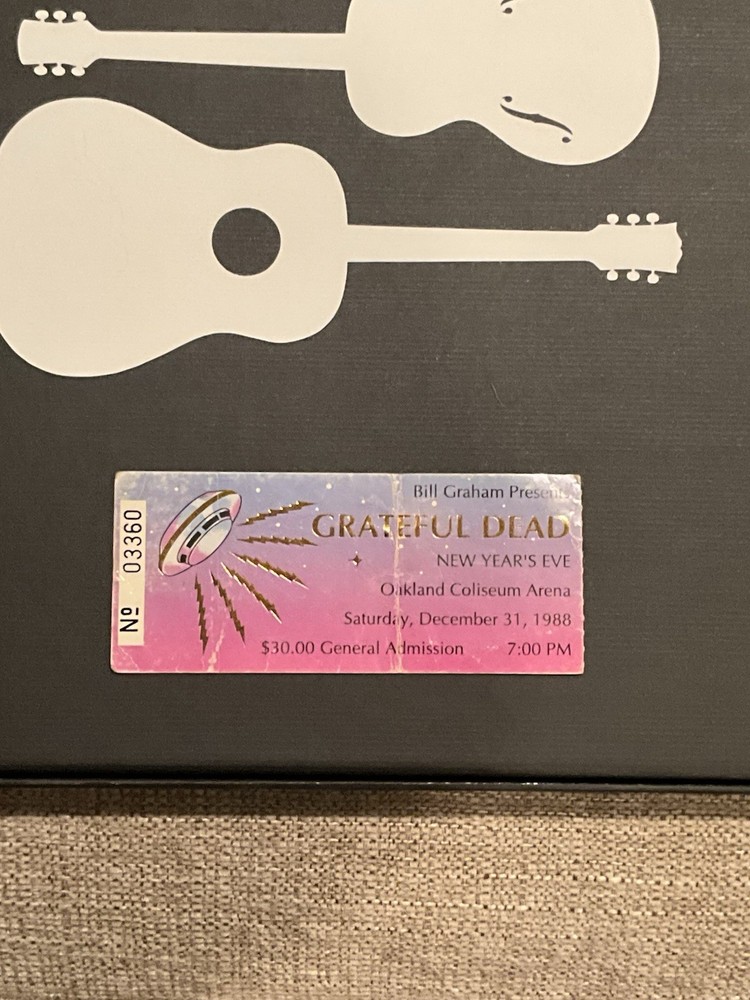 Nº 03360
Bill Graham Presents
GRATEFUL DEAD
NEW YEAR'S EVE
Oakland Coliseum Arena
Saturday, December 31, 1988
$30.00 General Admission 7:00 PM